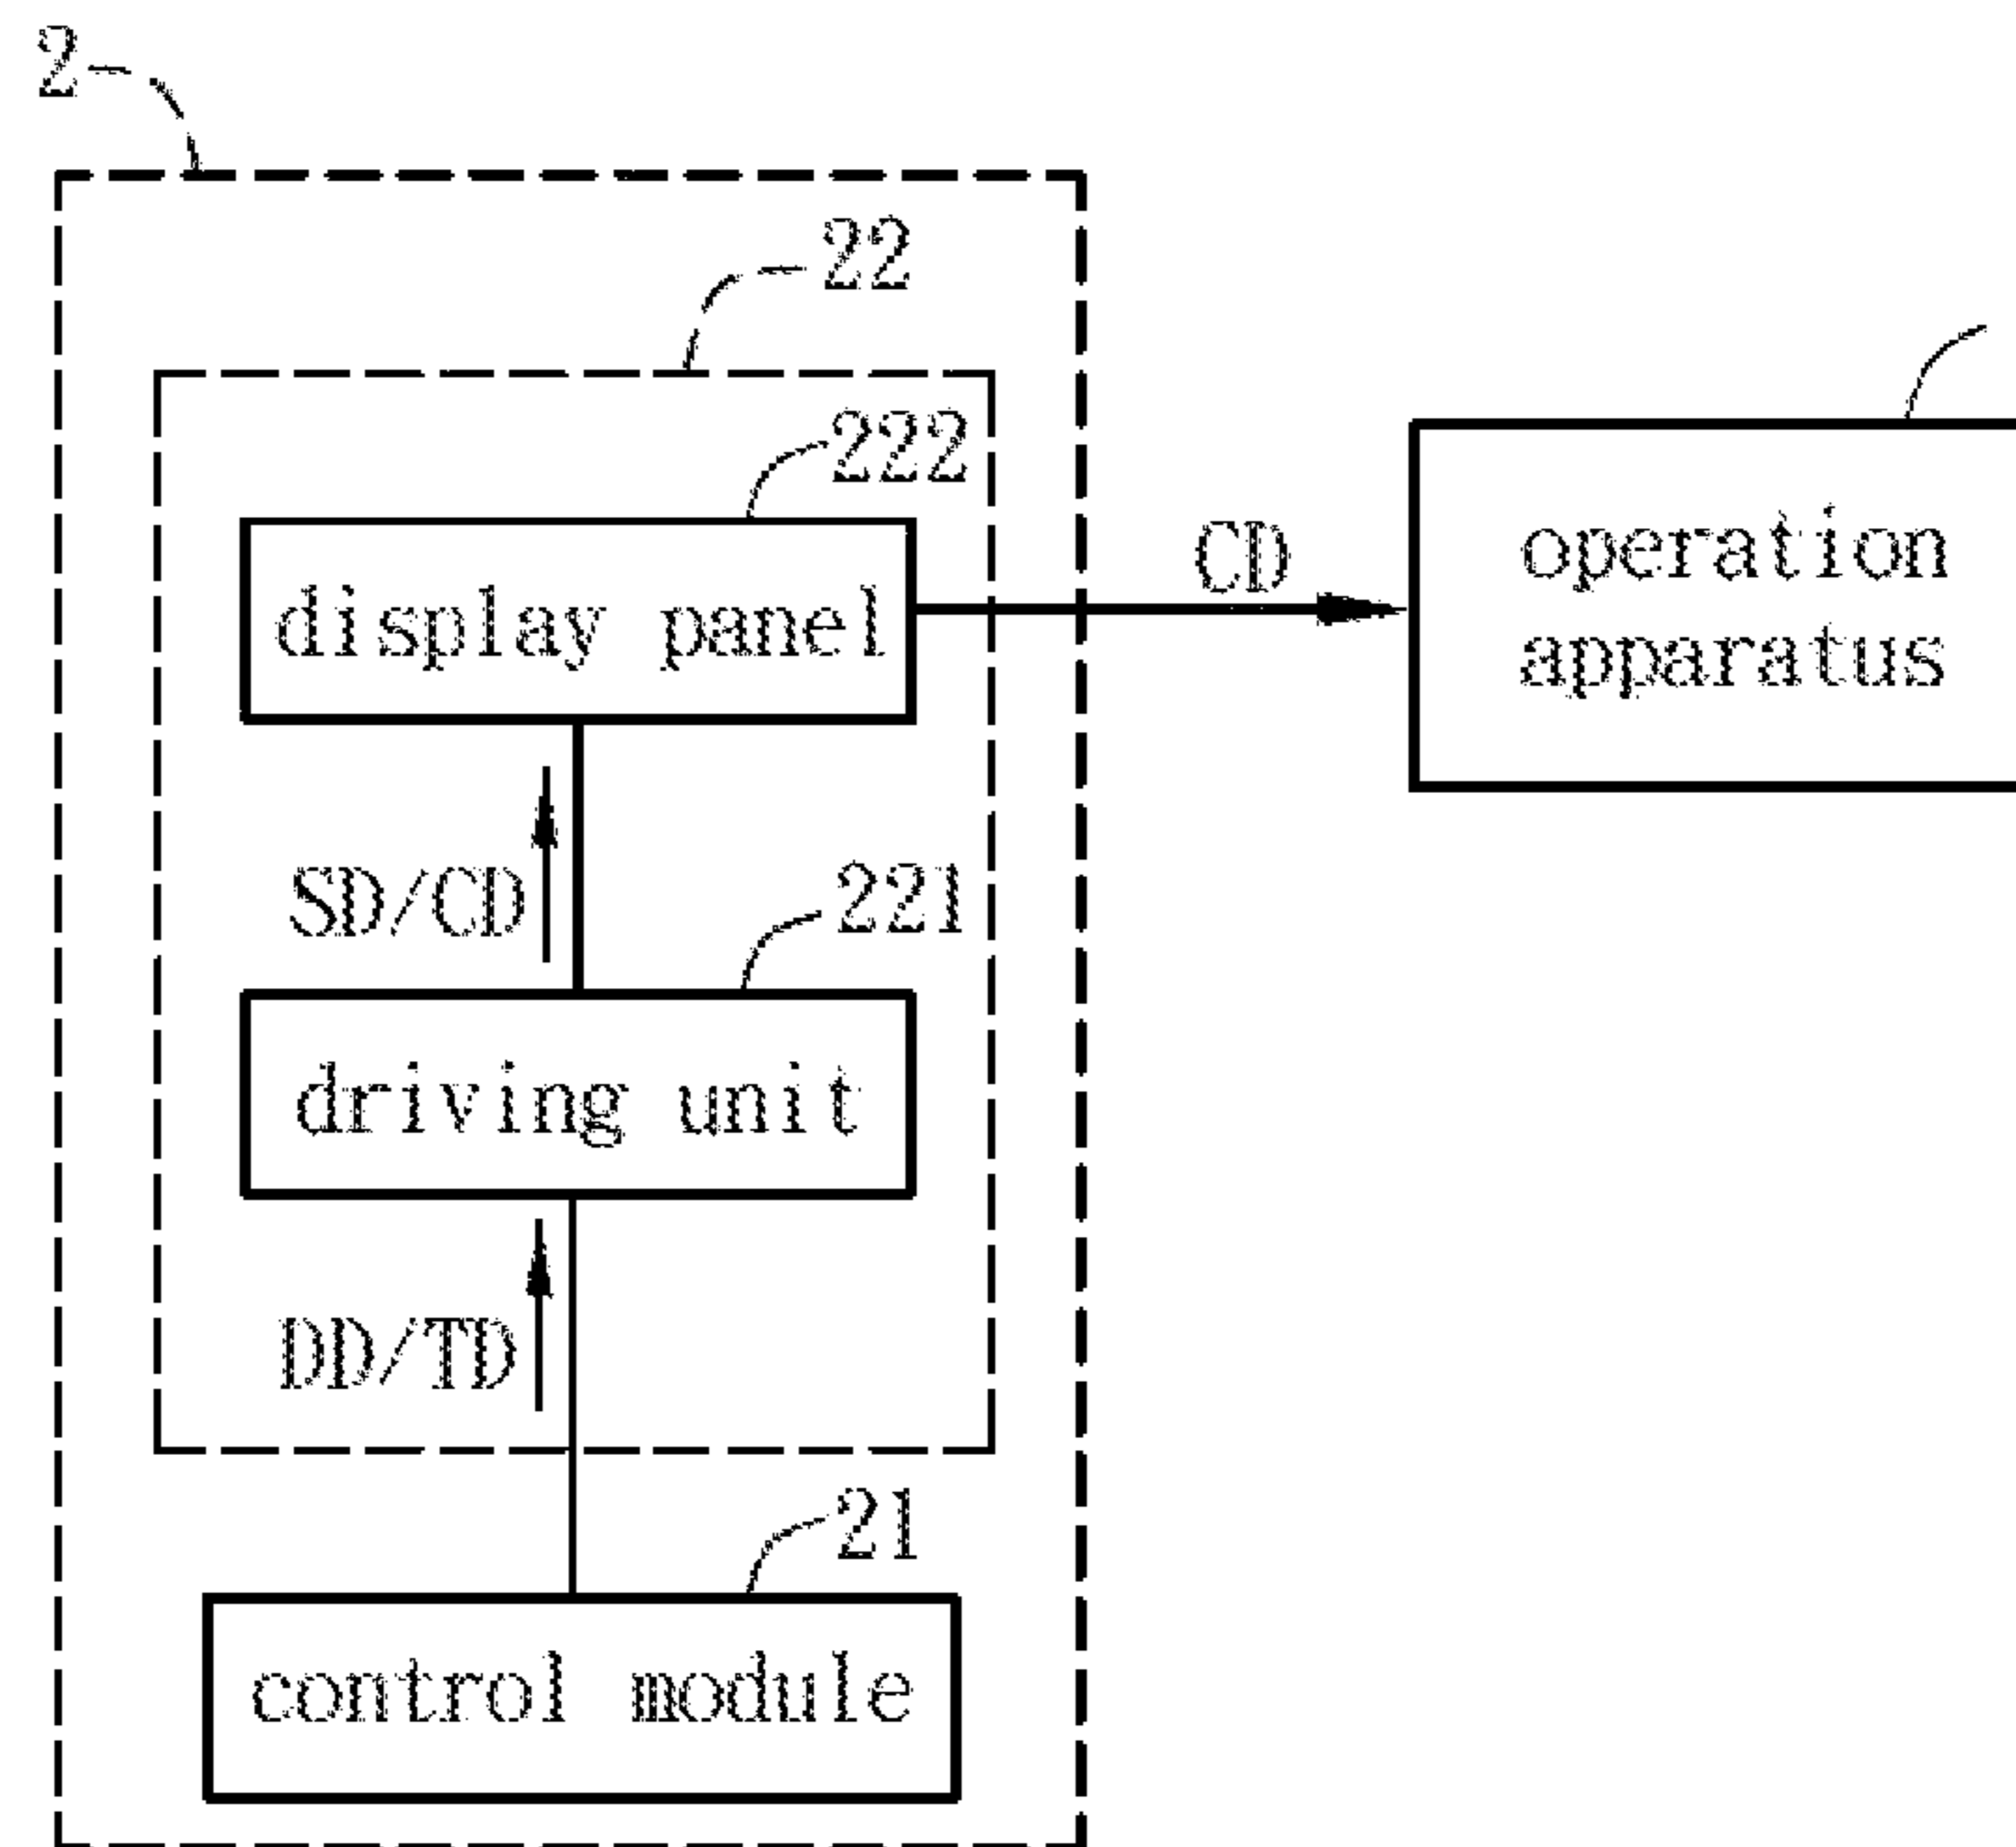 2
22
222
display panel
CD
operation
apparatus
SD/CD
221
driving unit
DD/TD
21
control module